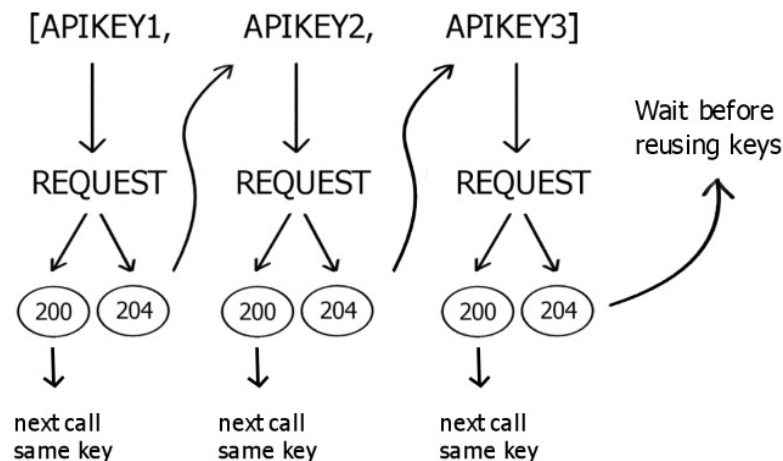 [APIKEY1, APIKEY2, APIKEY3]
Wait before
reusing keys
REQUEST REQUEST REQUEST
200 204 200 204 200 204
next call next call next call
same key same key same key